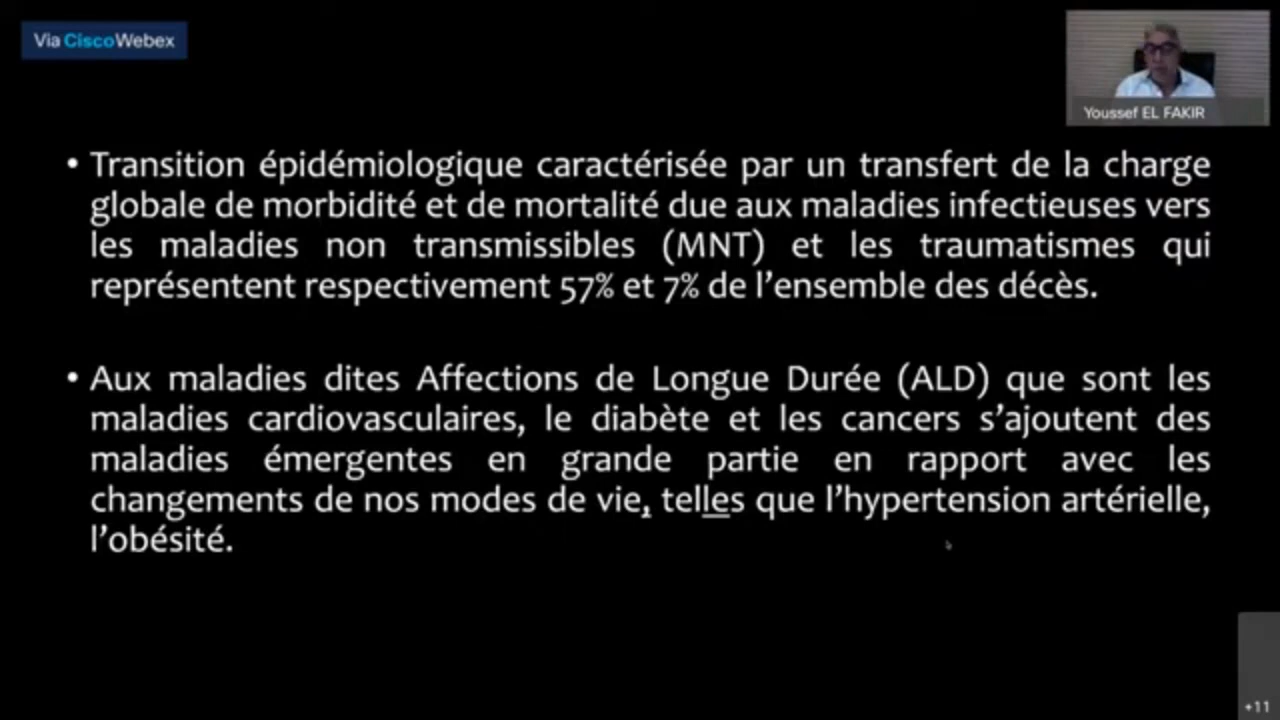 Via CiscoWebex
Youssef EL FAKIR
• Transition épidémiologique caractérisée par un transfert de la charge
globale de morbidité et de mortalité due aux maladies infectieuses vers
les maladies non transmissibles (MNT) et les traumatismes qui
représentent respectivement 57% et 7% de l’ensemble des décès.
• Aux maladies dites Affections de Longue Durée (ALD) que sont les
maladies cardiovasculaires, le diabète et les cancers s’ajoutent des
maladies émergentes en grande partie en rapport avec les
changements de nos modes de vie, telles que l’hypertension artérielle,
l’obésité.
+11